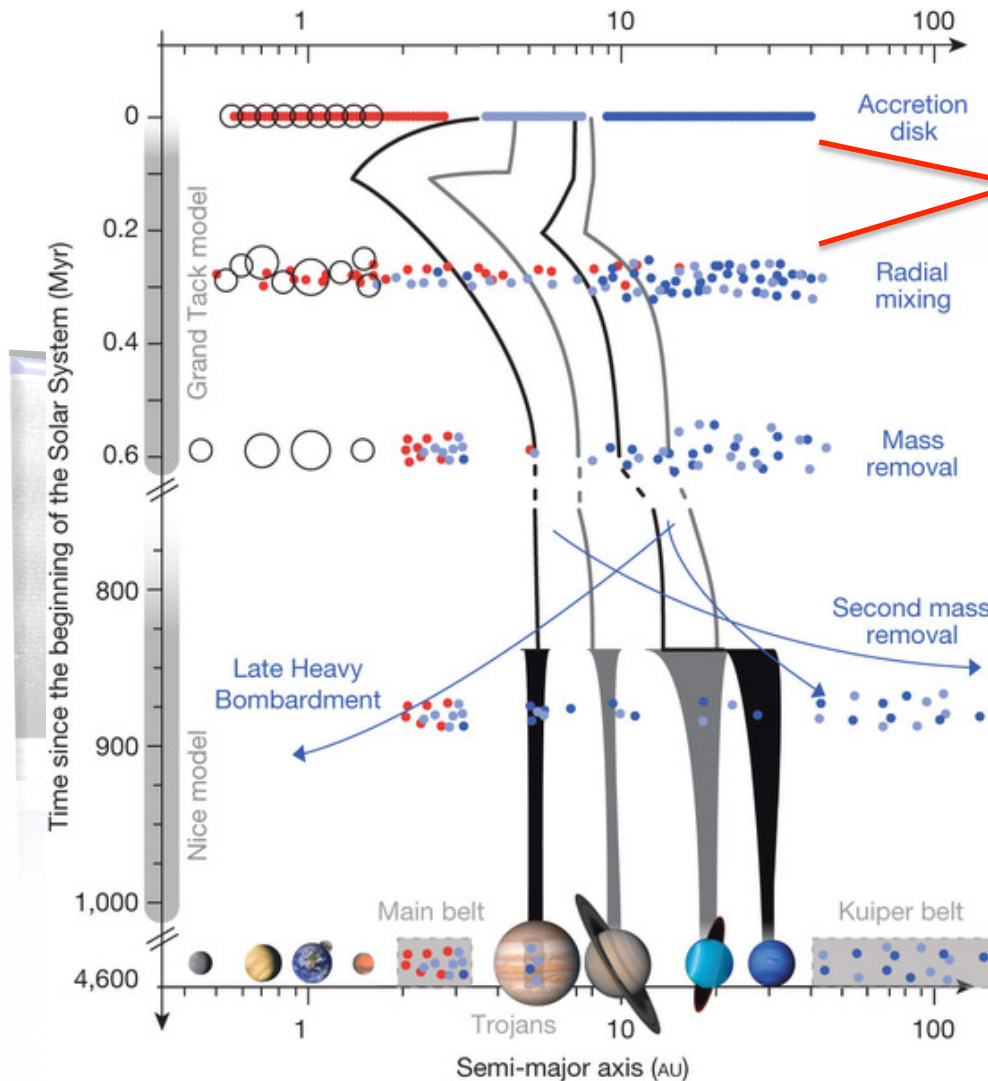 1 10 100
0
Accretion
disk
0.2
Radial
mixing
0.4
0.6
Mass
removal
Grand Tack model
Time since the beginning of the Solar System (Myr)
800
Second mass
removal
Late Heavy
Bombardment
900
Nice model
1,000
Main belt
Kuiper belt
4,600
Trojans
1 10 100
Semi-major axis (AU)